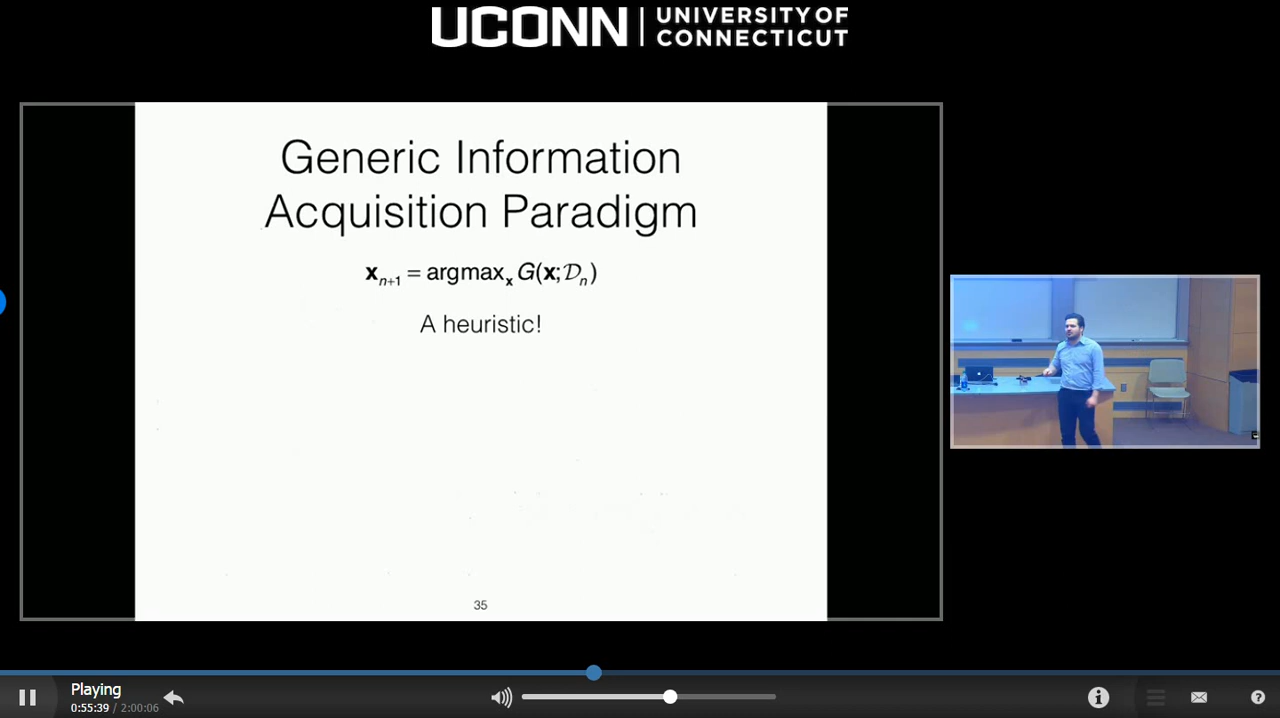 UCONN
UNIVERSITY OF
CONNECTICUT
Generic Information
Acquisition Paradigm
𝐱ₙ₊₁ = argmax𝐱 G(𝐱;𝒟ₙ)
A heuristic!
35
Playing
0:55:39 / 2:00:06